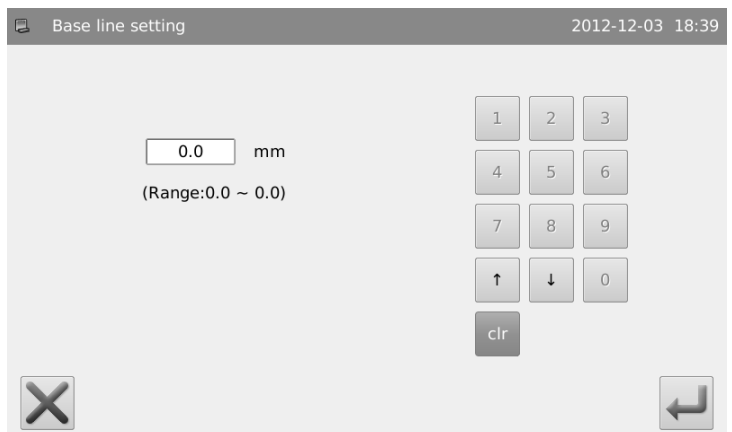 Base line setting 2012-12-03 18:39
1 2 3
0.0 mm
4 5 6
(Range:0.0 ~ 0.0)
7 8 9
↑ ↓ 0
clr